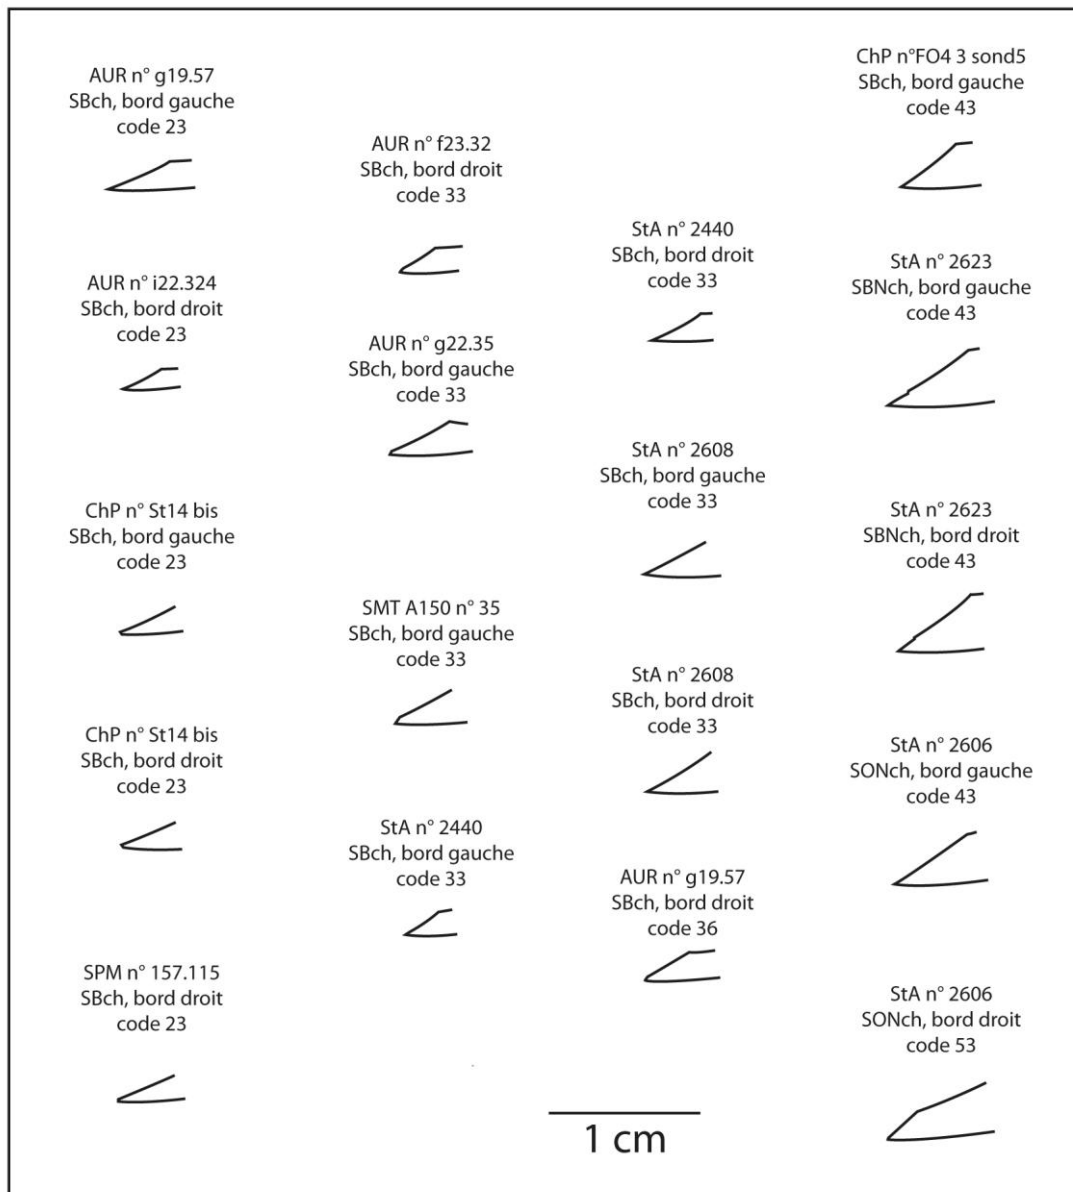 AUR n° g19.57
SBch, bord gauche
code 23
AUR n° i22.324
SBch, bord droit
code 23
ChP n° St14 bis
SBch, bord gauche
code 23
ChP n° St14 bis
SBch, bord droit
code 23
SPM n° 157.115
SBch, bord droit
code 23
AUR n° f23.32
SBch, bord droit
code 33
AUR n° g22.35
SBch, bord gauche
code 33
SMT A150 n° 35
SBch, bord gauche
code 33
StA n° 2440
SBch, bord gauche
code 33
StA n° 2440
SBch, bord droit
code 33
StA n° 2608
SBch, bord gauche
code 33
StA n° 2608
SBch, bord droit
code 33
AUR n° g19.57
SBch, bord droit
code 36
ChP n°FO4 3 sond5
SBch, bord gauche
code 43
StA n° 2623
SBNch, bord gauche
code 43
StA n° 2623
SBNch, bord droit
code 43
StA n° 2606
SONch, bord gauche
code 43
StA n° 2606
SONch, bord droit
code 53
1 cm